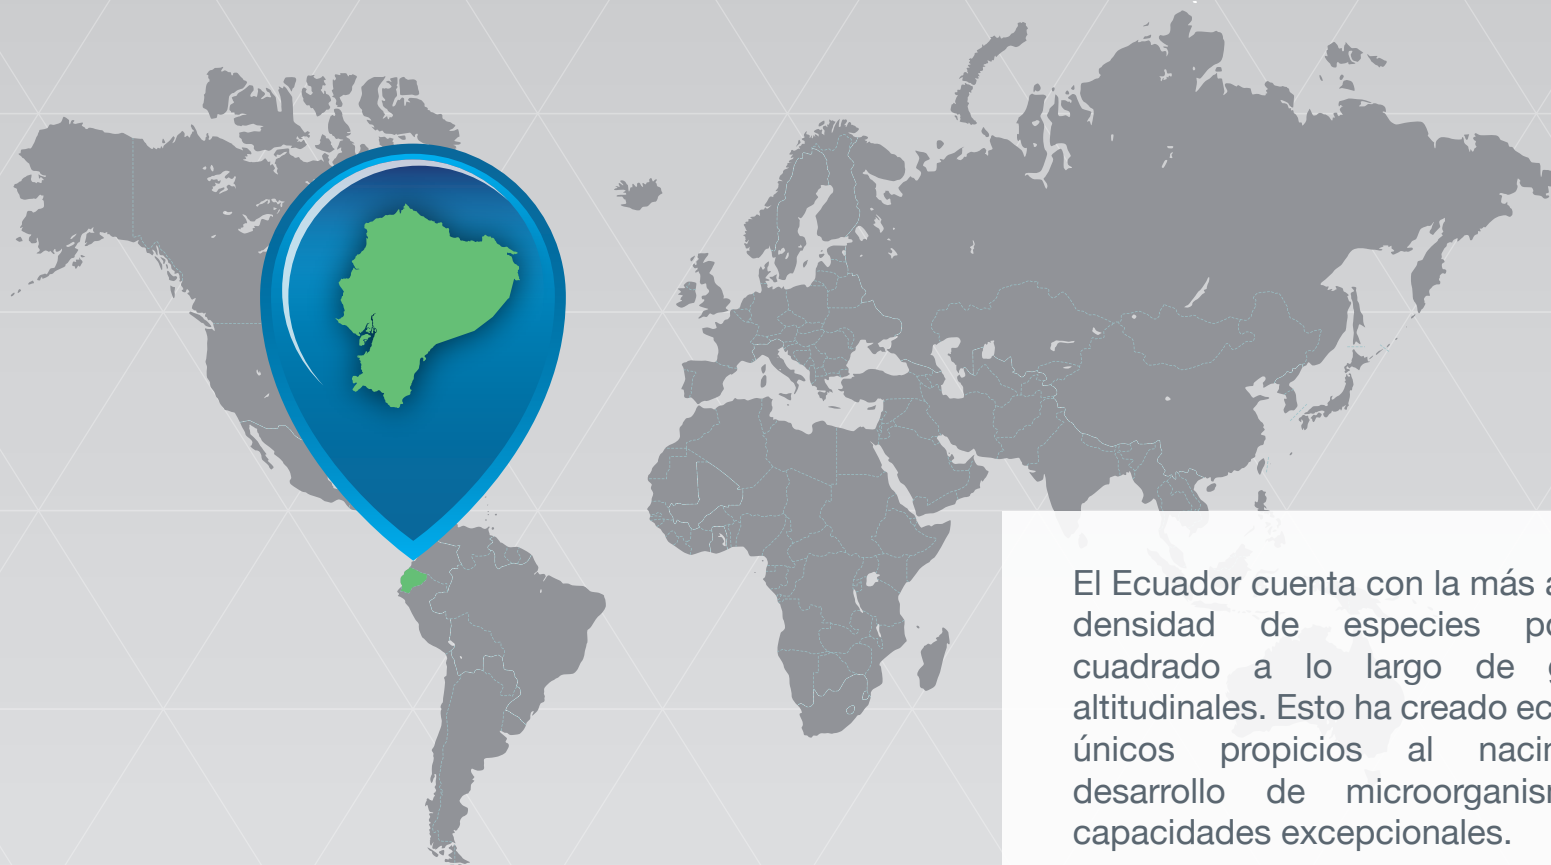 El Ecuador cuenta con la más
densidad de especies
cuadrado a lo largo de
altitudinales. Esto ha creado
únicos propicios al
desarrollo de
capacidades excepcionales.